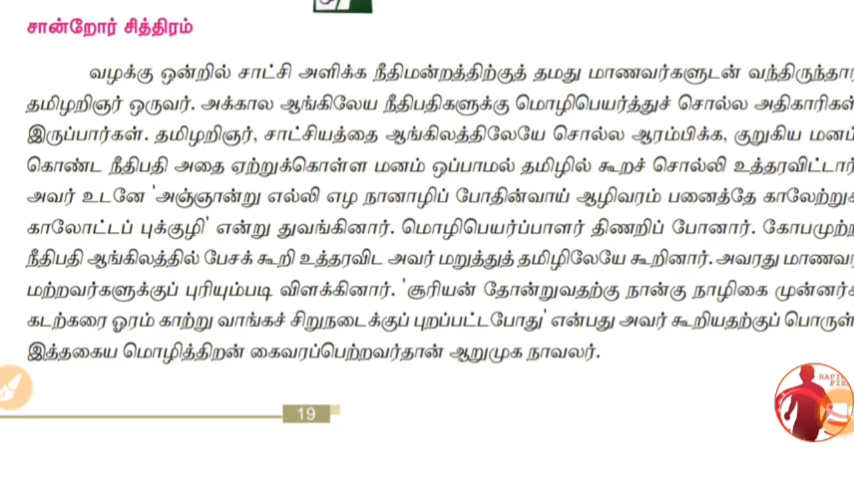 சான்றோர் சித்திரம்
வழக்கு ஒன்றில் சாட்சி அளிக்க நீதிமன்றத்திற்குத் தமது மாணவர்களுடன் வந்திருந்தார்
தமிழறிஞர் ஒருவர். அக்கால ஆங்கிலேய நீதிபதிகளுக்கு மொழிபெயர்த்துச் சொல்ல அதிகாரிகள்
இருப்பார்கள். தமிழறிஞர், சாட்சியத்தை ஆங்கிலத்திலேயே சொல்ல ஆரம்பிக்க, குறுகிய மனம்
கொண்ட நீதிபதி அதை ஏற்றுக்கொள்ள மனம் ஒப்பாமல் தமிழில் கூறச் சொல்லி உத்தரவிட்டார்
அவர் உடனே 'அஞ்ஞான்று எல்லி எழ நானாழிப் போதின்வாய் ஆழிவரம் பனைத்தே காலேற்றுக்
காலோட்டப் புக்குழி' என்று துவங்கினார். மொழிபெயர்ப்பாளர் திணறிப் போனார். கோபமுற்ற
நீதிபதி ஆங்கிலத்தில் பேசக் கூறி உத்தரவிட அவர் மறுத்துத் தமிழிலேயே கூறினார். அவரது மாணவர்
மற்றவர்களுக்குப் புரியும்படி விளக்கினார். 'சூரியன் தோன்றுவதற்கு நான்கு நாழிகை முன்னர்க்
கடற்கரை ஓரம் காற்று வாங்கச் சிறுநடைக்குப் புறப்பட்டபோது' என்பது அவர் கூறியதற்குப் பொருள்
இத்தகைய மொழித்திறன் கைவரப்பெற்றவர்தான் ஆறுமுக நாவலர்.
19